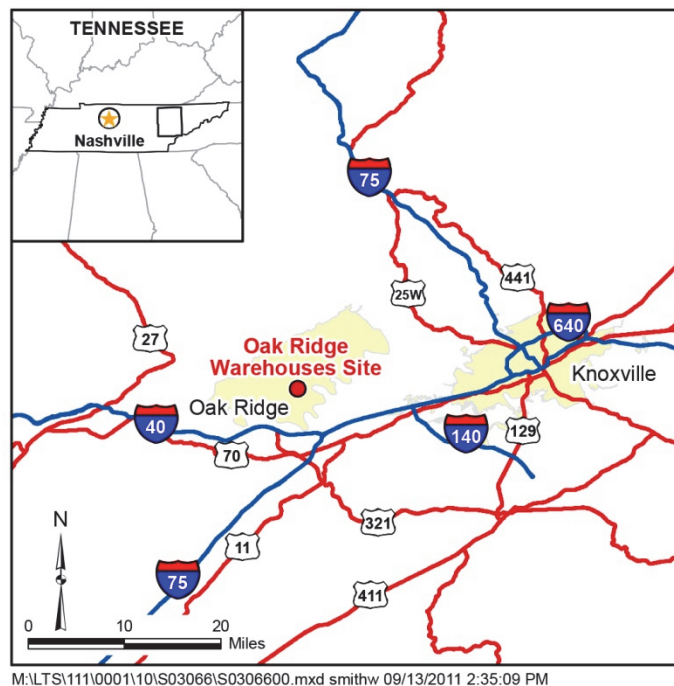 TENNESSEE
Nashville
75
441
25W
27
640
Oak Ridge
Warehouses Site
Knoxville
Oak Ridge
40
140
129
70
N
321
11
75
411
0 10 20
Miles
M:\LTS\111\0001\10\S03066\S0306600.mxd smithw 09/13/2011 2:35:09 PM